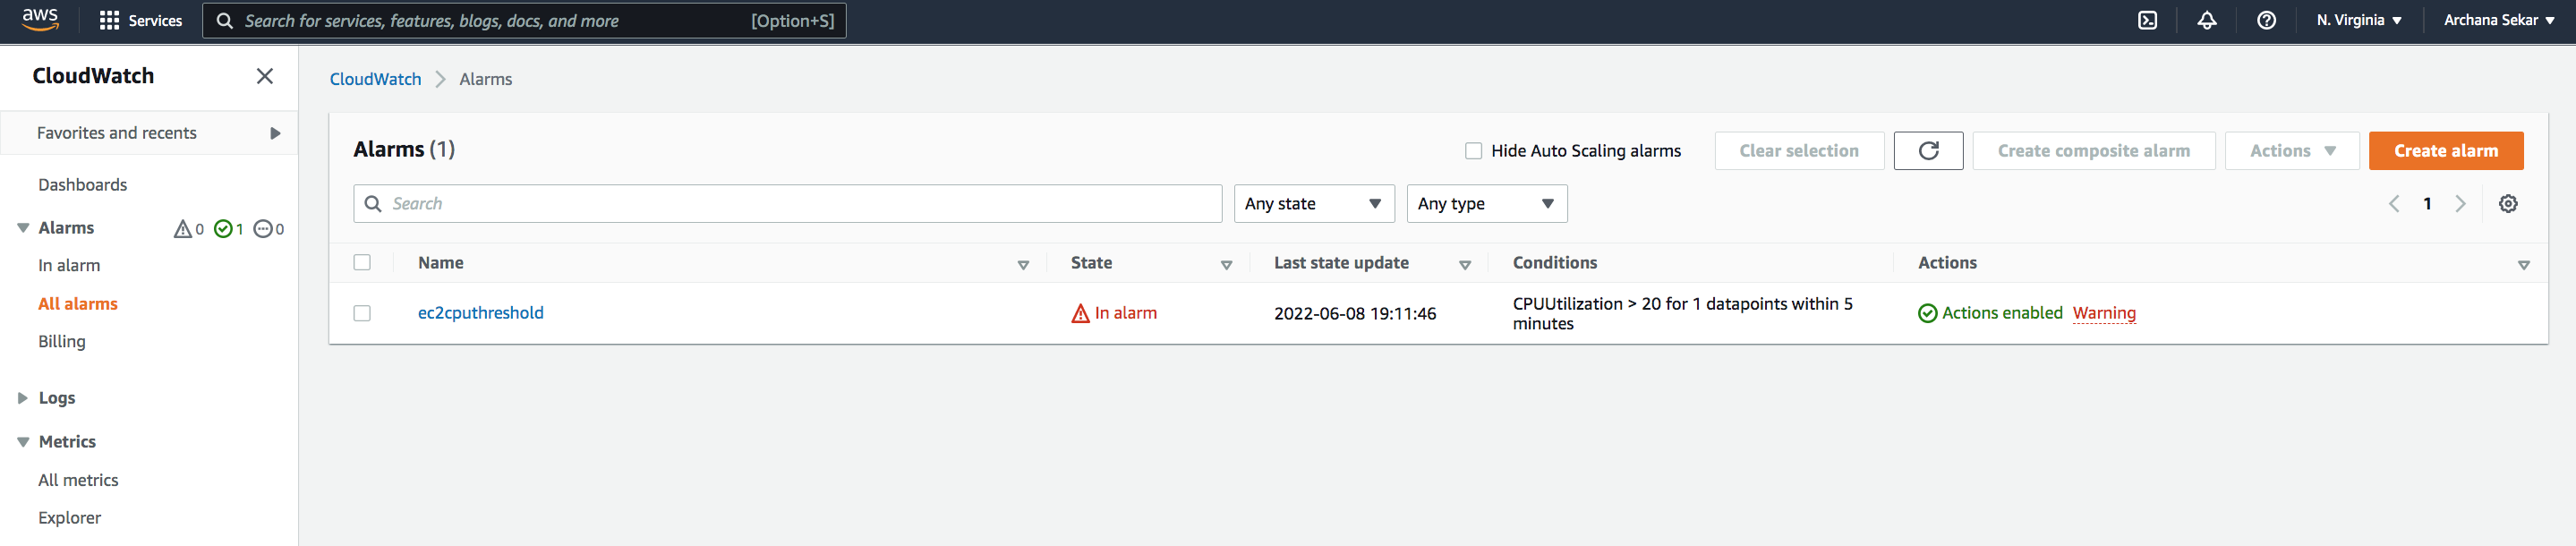 aws
Services
Search for services, features, blogs, docs, and more
[Option+S]
N. Virginia
Archana Sekar
CloudWatch
Favorites and recents
Dashboards
Alarms 0 1 0
In alarm
All alarms
Billing
Logs
Metrics
All metrics
Explorer
CloudWatch
Alarms
Alarms (1)
Hide Auto Scaling alarms
Clear selection
Create composite alarm
Actions
Create alarm
Search
Any state
Any type
1
Name
State
Last state update
Conditions
Actions
ec2cputhreshold
In alarm
2022-06-08 19:11:46
CPUUtilization > 20 for 1 datapoints within 5
minutes
Actions enabled
Warning